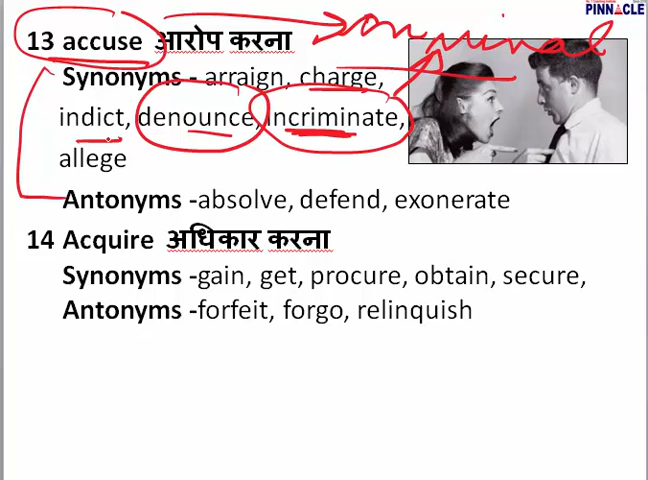 PINNACLE
13 accuse आरोप करना
criminal
Synonyms - arraign, charge,
indict, denounce, incriminate,
allege
Antonyms -absolve, defend, exonerate
14 Acquire अधिकार करना
Synonyms -gain, get, procure, obtain, secure,
Antonyms -forfeit, forgo, relinquish